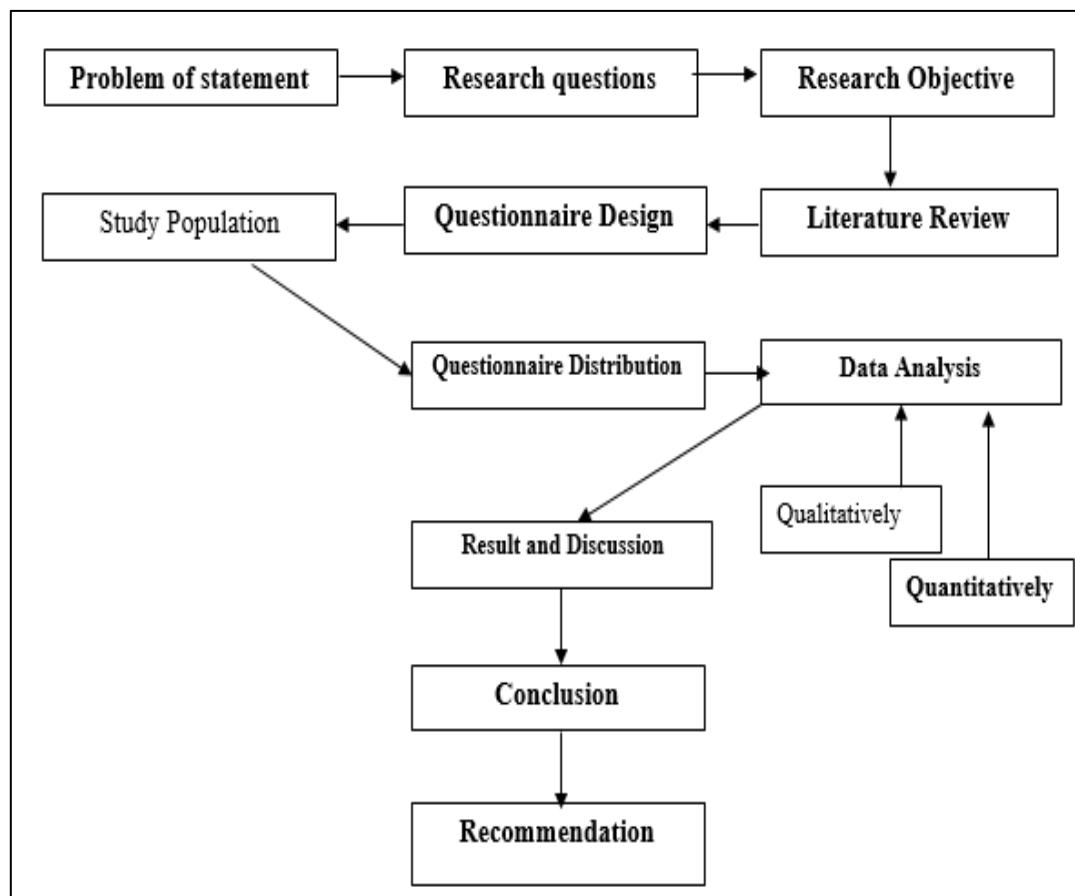 Problem of statement
Research questions
Research Objective
Study Population
Questionnaire Design
Literature Review
Questionnaire Distribution
Data Analysis
Qualitatively
Result and Discussion
Quantitatively
Conclusion
Recommendation